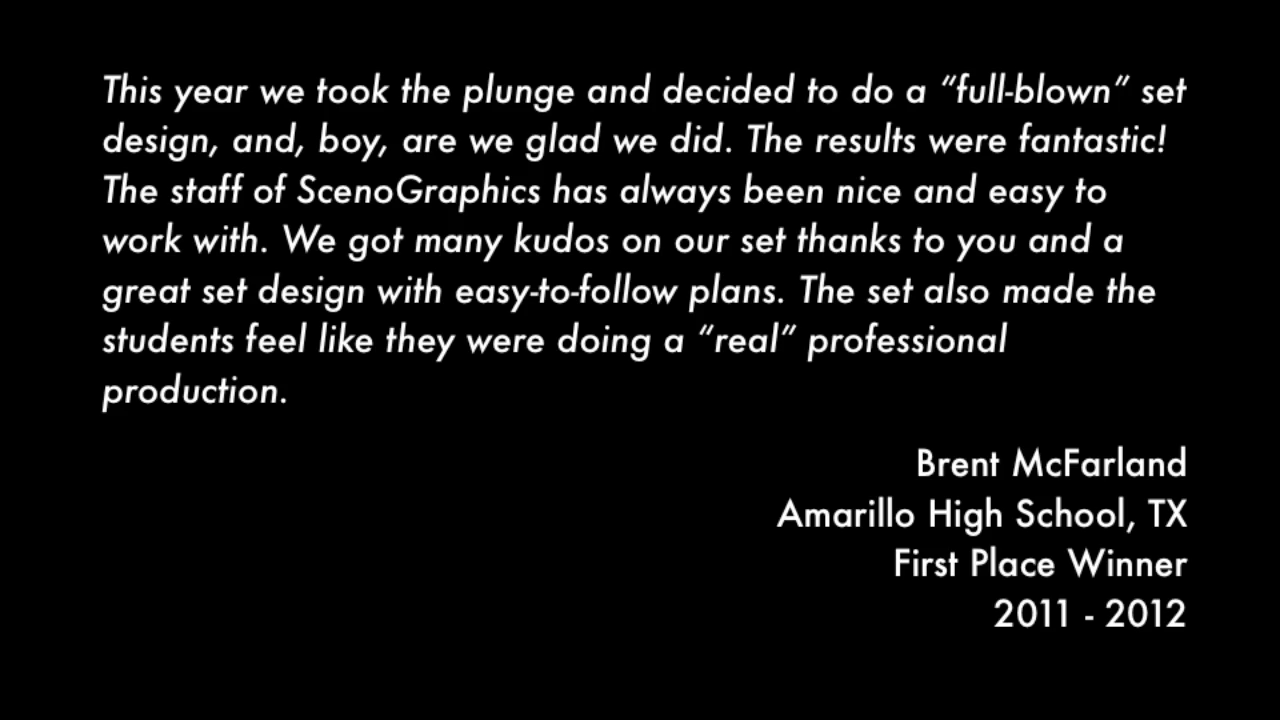 This year we took the plunge and decided to do a “full-blown” set
design, and, boy, are we glad we did. The results were fantastic!
The staff of ScenoGraphics has always been nice and easy to
work with. We got many kudos on our set thanks to you and a
great set design with easy-to-follow plans. The set also made the
students feel like they were doing a “real” professional
production.
Brent McFarland
Amarillo High School, TX
First Place Winner
2011 - 2012